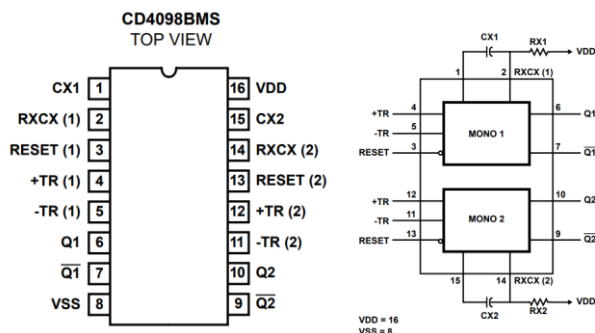 CD4098BMS
TOP VIEW
CX1 1 16 VDD
RXCX (1) 2 15 CX2
RESET (1) 3 14 RXCX (2)
+TR (1) 4 13 RESET (2)
-TR (1) 5 12 +TR (2)
Q1 6 11 -TR (2)
Q1 7 10 Q2
VSS 8 9 Q2
CX1 RX1
VDD
1 2 RXCX (1)
+TR 4 6 Q1
-TR 5 MONO 1
RESET 3 7 Q1
+TR 12 10 Q2
-TR 11 MONO 2
RESET 13 9 Q2
15 14 RXCX (2)
VDD
CX2 RX2
VDD = 16
VSS = 8